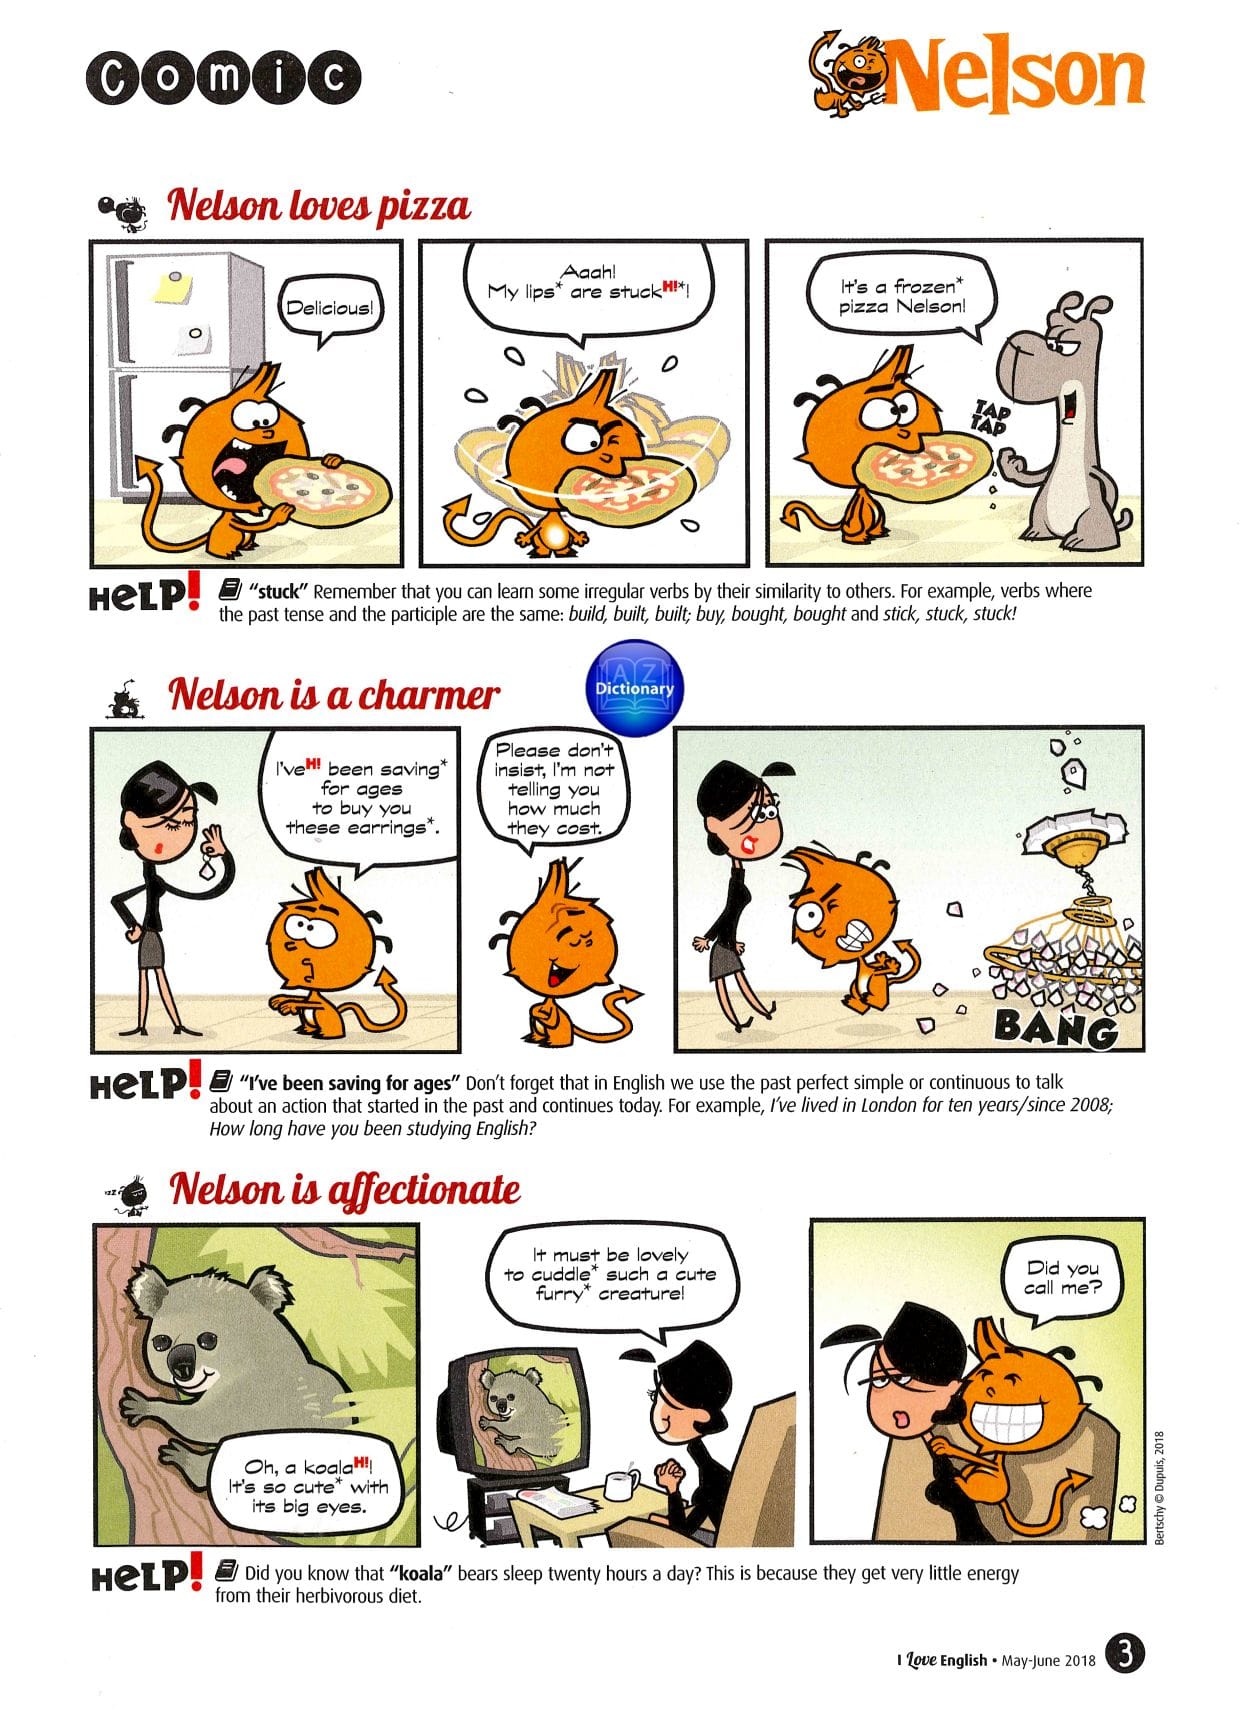 Comic
Nelson
Nelson loves pizza
Delicious!
Aaah!
My lips* are stuckH!*!
It's a frozen*
pizza Nelson!
TAP
TAP
HELP! "stuck" Remember that you can learn some irregular verbs by their similarity to others. For example, verbs where
the past tense and the participle are the same: build, built, built; buy, bought, bought and stick, stuck, stuck!
A Z
Dictionary
Nelson is a charmer
I'veH! been saving*
for ages
to buy you
these earrings*.
Please don't
insist, I'm not
telling you
how much
they cost.
BANG
HELP! "I've been saving for ages" Don't forget that in English we use the past perfect simple or continuous to talk
about an action that started in the past and continues today. For example, I've lived in London for ten years/since 2008;
How long have you been studying English?
zzz
Nelson is affectionate
Oh, a koalaH!!
It's so cute* with
its big eyes.
It must be lovely
to cuddle* such a cute
furry* creature!
Did you
call me?
Bertschy © Dupuis, 2018
HELP! Did you know that "koala" bears sleep twenty hours a day? This is because they get very little energy
from their herbivorous diet.
I Love English • May-June 2018 3